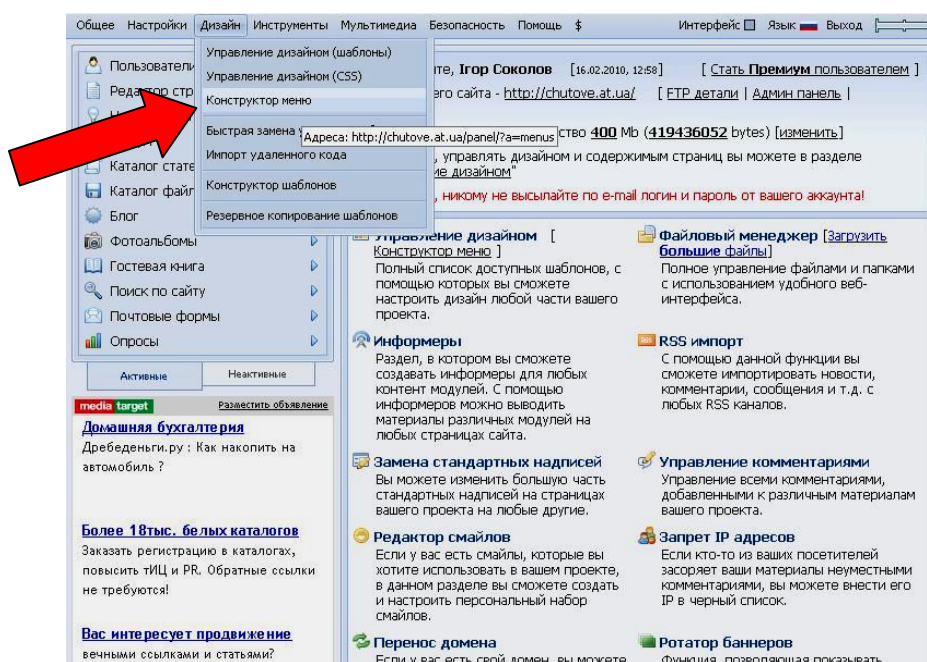 Общее Настройки Дизайн Инструменты Мультимедиа Безопасность Помощь $ Интерфейс Язык Выход
Пользователи
Каталог стате
Каталог файл
Блог
Фотоальбомы
Гостевая книга
Поиск по сайту
Почтовые формы
Опросы
Активные Неактивные
Управление дизайном (шаблоны)
Управление дизайном (CSS)
Конструктор меню
Быстрая замена
Адреса: http://chutove.at.ua/panel/?a=menus
Импорт удаленного кода
Конструктор шаблонов
Резервное копирование шаблонов
Ігор Соколов [16.02.2010, 12:58] [ Стать Премиум пользователем ]
его сайта - http://chutove.at.ua/ [ FTP детали | Админ панель |
ство 400 Mb (419436052 bytes) [изменить]
, управлять дизайном и содержимым страниц вы можете в разделе
ие дизайном"
, никому не высылайте по e-mail логин и пароль от вашего аккаунта!
Управление дизайном [
Конструктор меню ]
Полный список доступных шаблонов, с
помощью которых вы сможете
настроить дизайн любой части вашего
проекта.
Файловый менеджер [Загрузить
большие файлы]
Полное управление файлами и папками
с использованием удобного веб-
интерфейса.
Информеры
Раздел, в котором вы сможете
создавать информеры для любых
контент модулей. С помощью
информеров можно выводить
материалы различных модулей на
любых страницах сайта.
RSS импорт
С помощью данной функции вы
сможете импортировать новости,
комментарии, сообщения и т.д. с
любых RSS каналов.
Замена стандартных надписей
Вы можете изменить большую часть
стандартных надписей на страницах
вашего проекта на любые другие.
Управление комментариями
Управление всеми комментариями,
добавленными к различным материалам
вашего проекта.
Редактор смайлов
Если у вас есть смайлы, которые вы
хотите использовать в вашем проекте,
в данном разделе вы сможете создать
и настроить персональный набор
смайлов.
Запрет IP адресов
Если кто-то из ваших посетителей
засоряет ваши материалы неуместными
комментариями, вы можете внести его
IP в черный список.
Перенос домена
Если у вас есть свой домен, вы можете
Ротатор баннеров
Функция, позволяющая показывать
media target Разместить объявление
Домашняя бухгалтерия
Дребеденьги.ру : Как накопить на
автомобиль ?
Более 18тыс. белых каталогов
Заказать регистрацию в каталогах,
повысить тИЦ и PR. Обратные ссылки
не требуются!
Вас интересует продвижение
вечными ссылками и статьями?